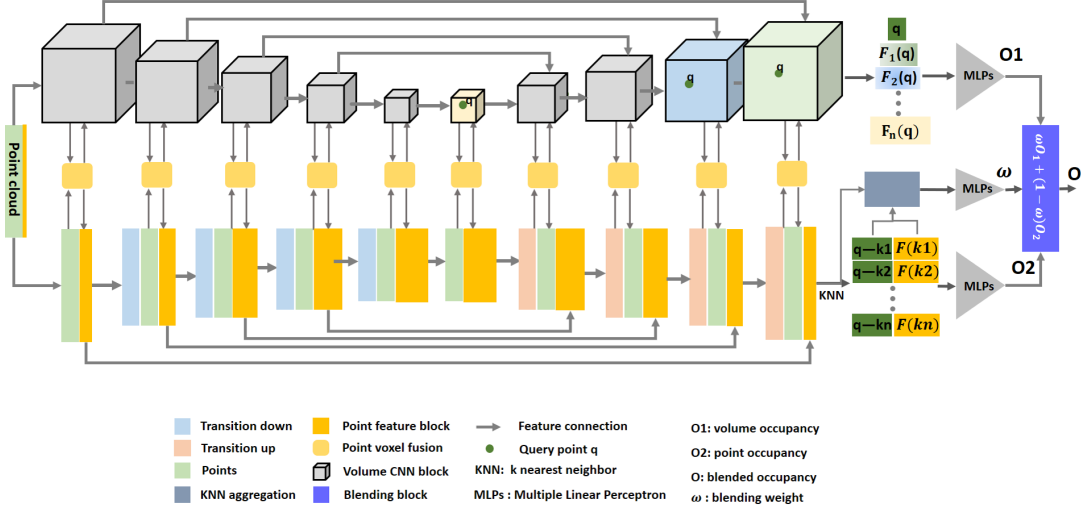 q
F₁(q)
F₂(q)
Fₙ(q)
MLPs
O1
q
q
q
Point cloud
ω
MLPs
ωO₁ + (1 − ω)O₂
O
q—k1 F(k1)
q—k2 F(k2)
q—kn F(kn)
KNN
MLPs
O2
Transition down
Transition up
Points
KNN aggregation
Point feature block
Point voxel fusion
Volume CNN block
Blending block
Feature connection
Query point q
KNN: k nearest neighbor
MLPs : Multiple Linear Perceptron
O1: volume occupancy
O2: point occupancy
O: blended occupancy
ω : blending weight